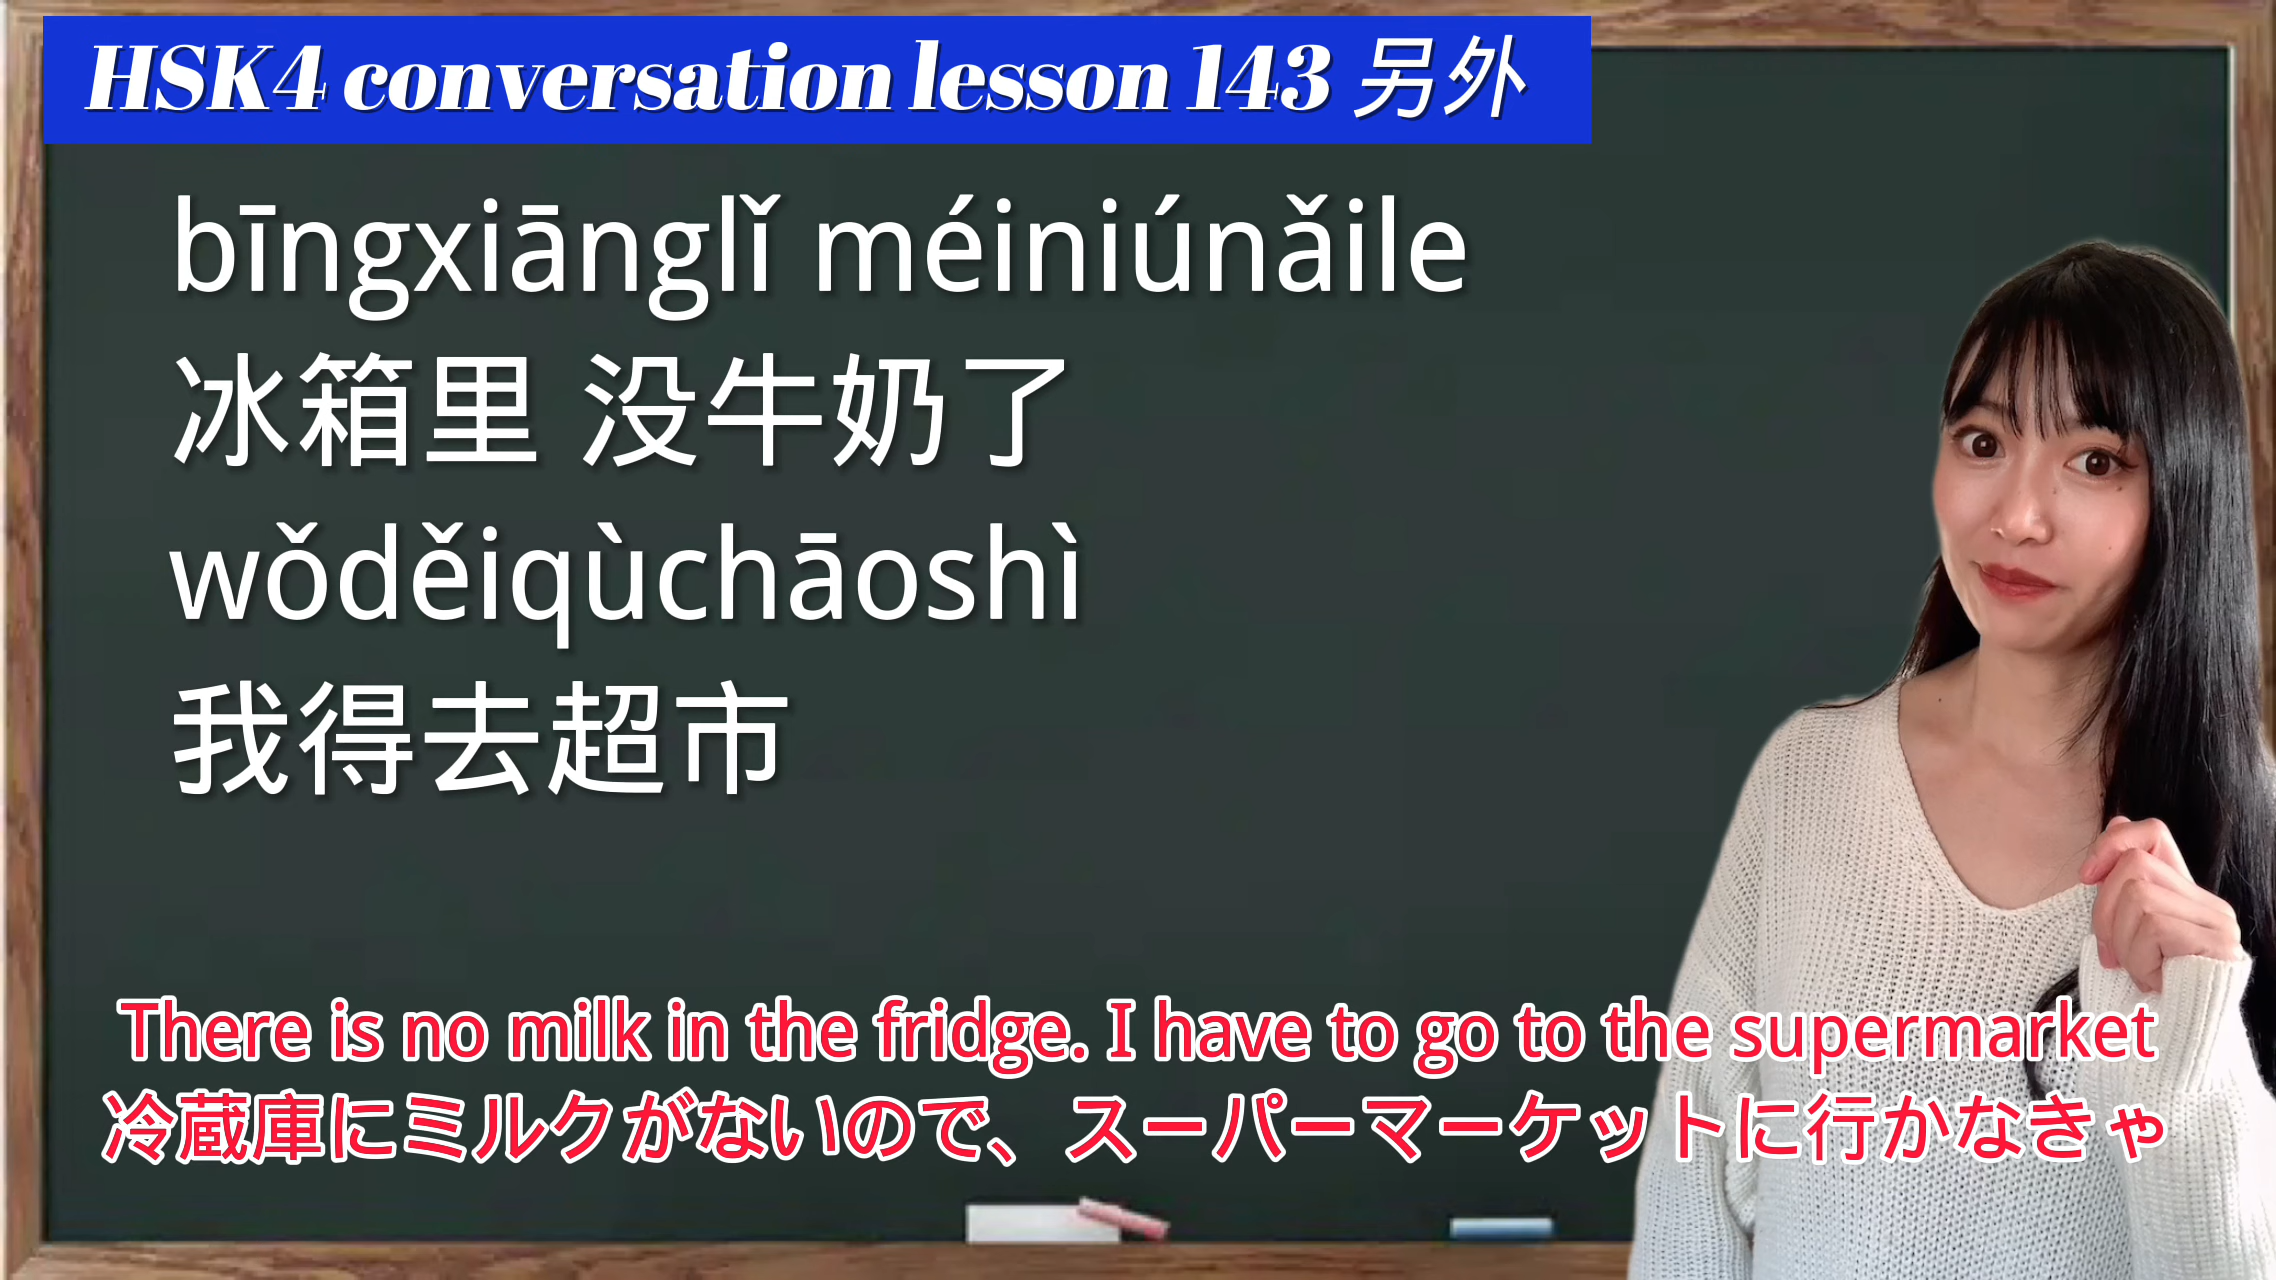 HSK4 conversation lesson 143 另外
bīngxiānglǐ méiniúnǎile
冰箱里 没牛奶了
wǒděiqùchāoshì
我得去超市
There is no milk in the fridge. I have to go to the supermarket
冷蔵庫にミルクがないので、スーパーマーケットに行かなきゃ